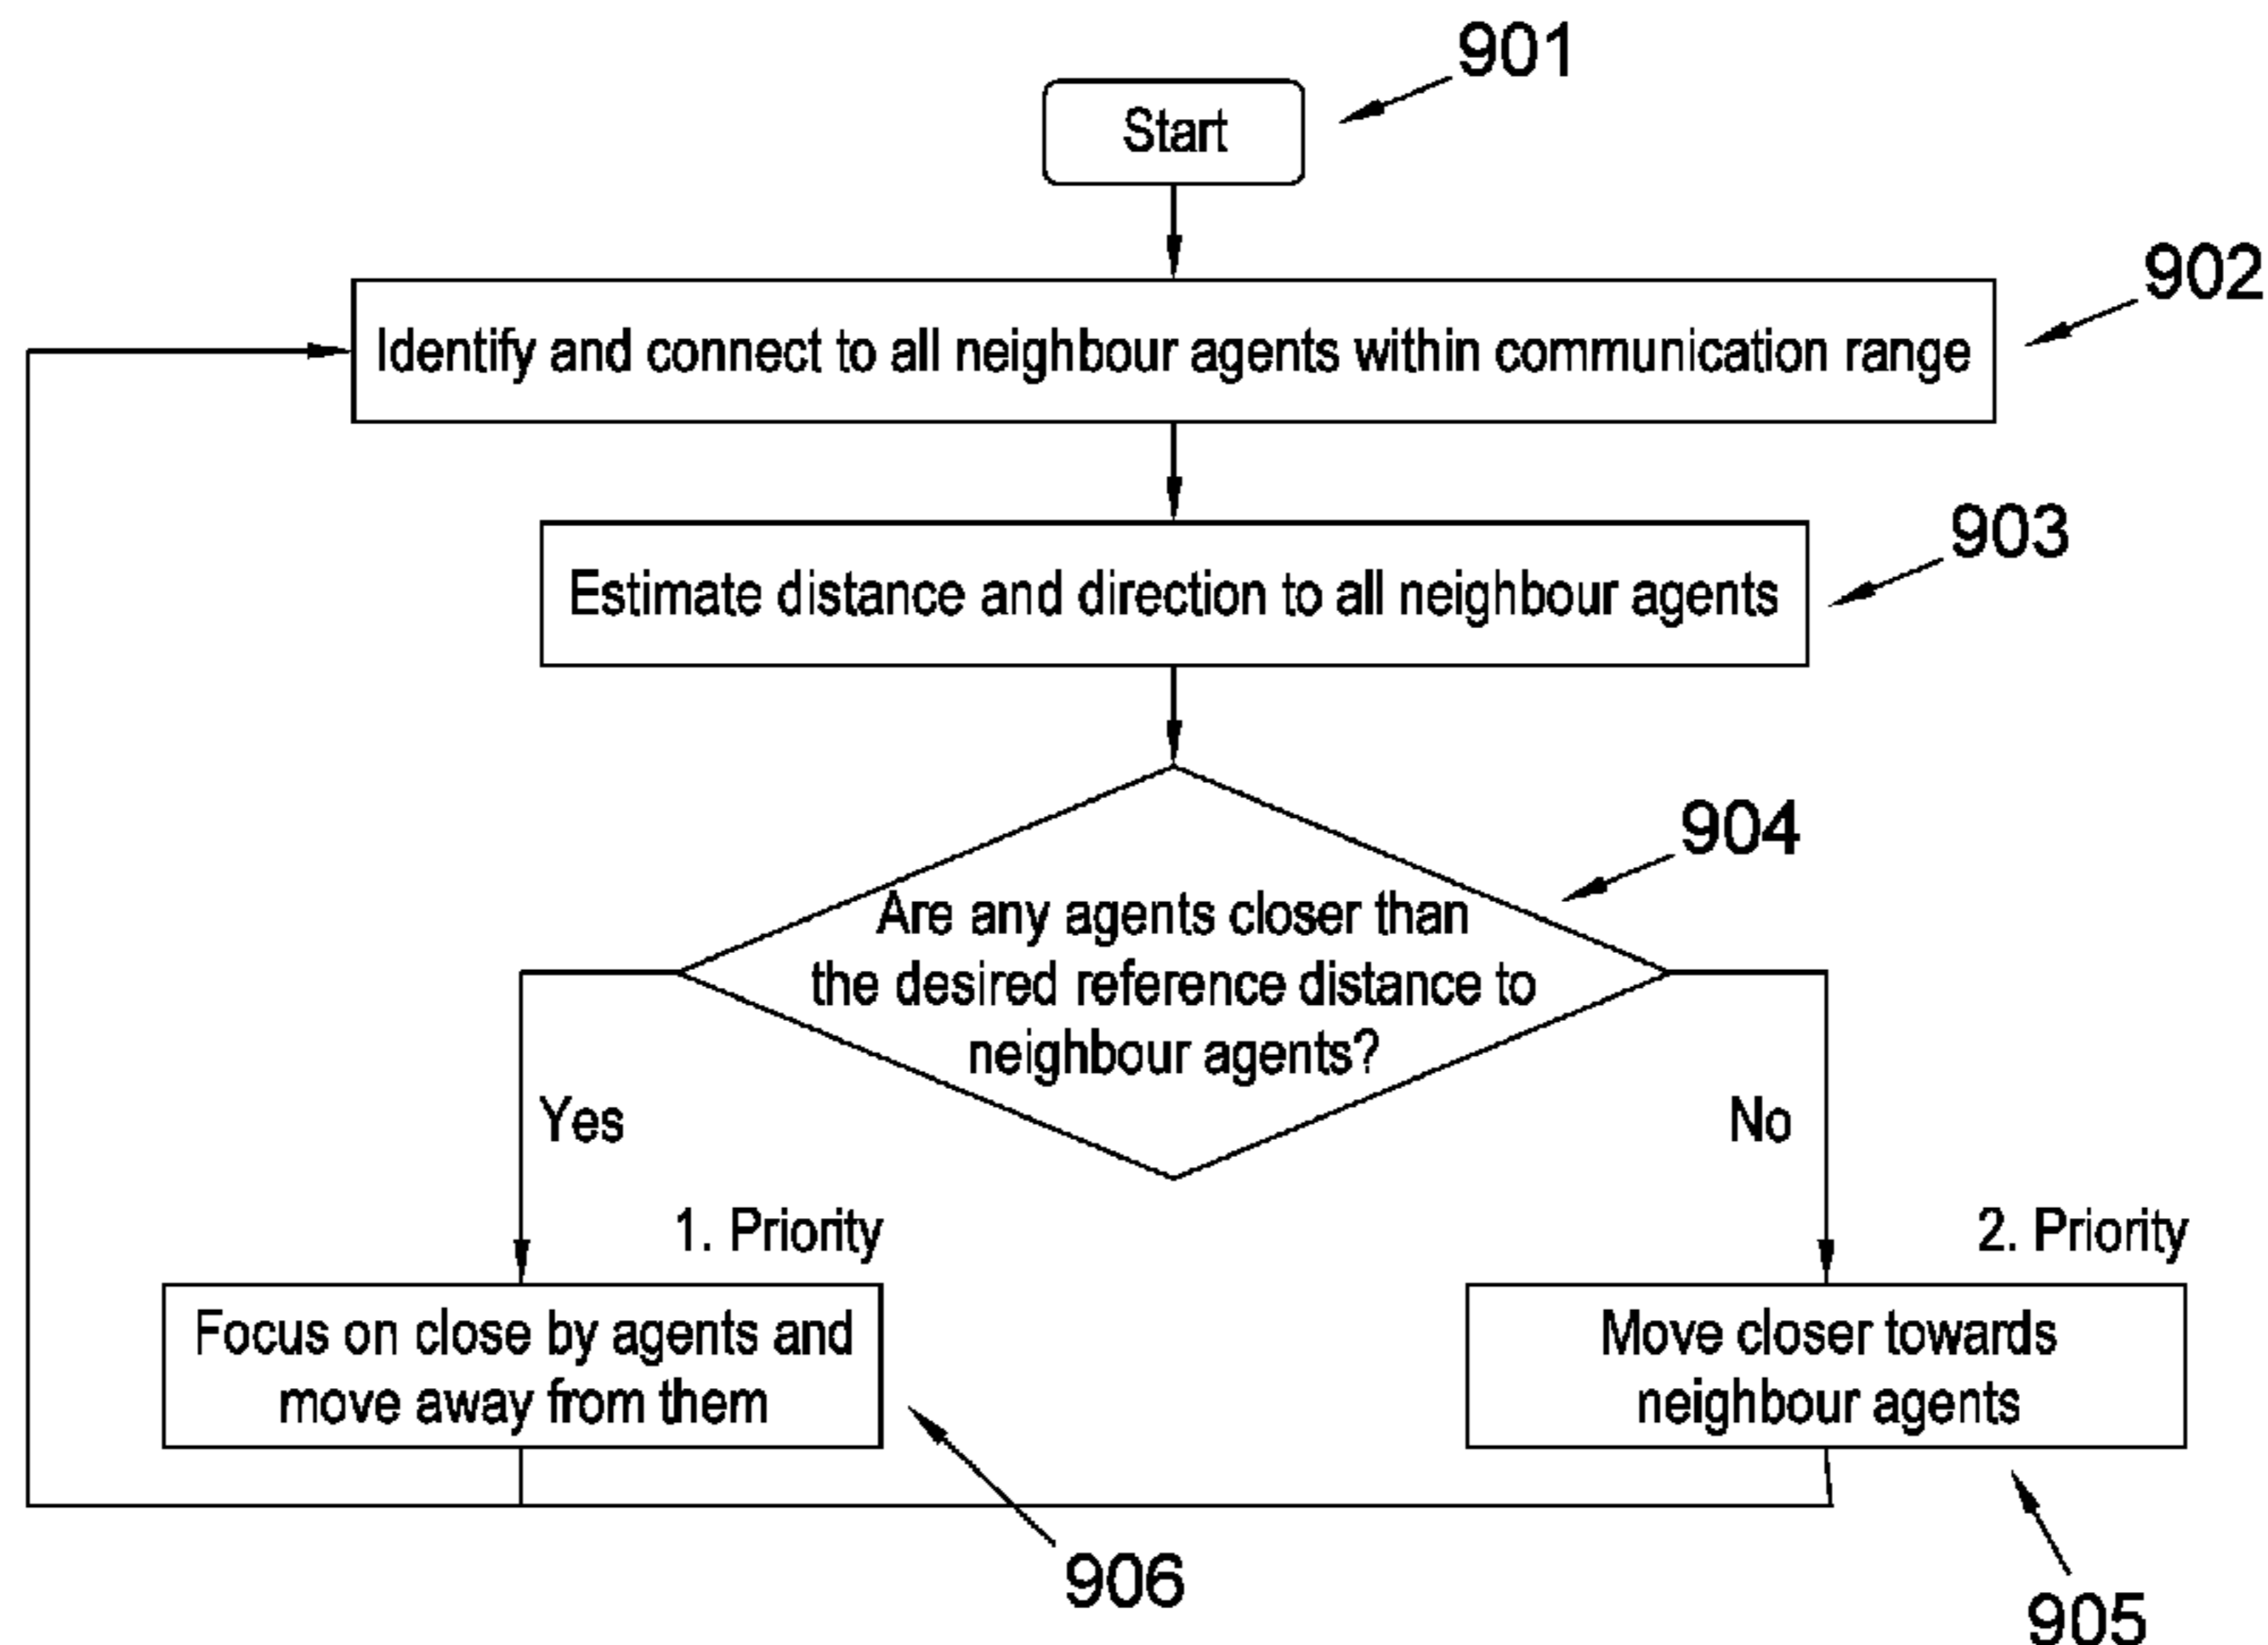 901
Start
902
Identify and connect to all neighbour agents within communication range
903
Estimate distance and direction to all neighbour agents
904
Are any agents closer than
the desired reference distance to
neighbour agents?
Yes
No
1. Priority
2. Priority
Focus on close by agents and
move away from them
Move closer towards
neighbour agents
906
905